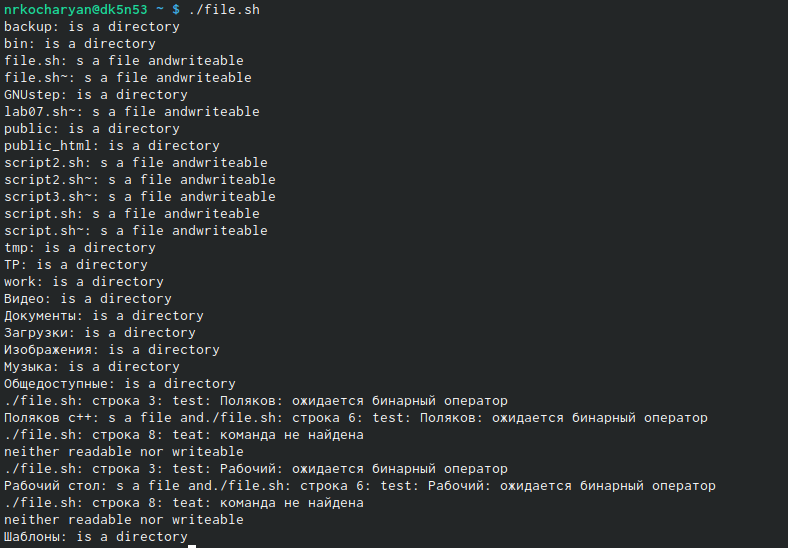 nrkocharyan@dk5n53 ~ $ ./file.sh
backup: is a directory
bin: is a directory
file.sh: s a file andwriteable
file.sh~: s a file andwriteable
GNUstep: is a directory
lab07.sh~: s a file andwriteable
public: is a directory
public_html: is a directory
script2.sh: s a file andwriteable
script2.sh~: s a file andwriteable
script3.sh~: s a file andwriteable
script.sh: s a file andwriteable
script.sh~: s a file andwriteable
tmp: is a directory
TP: is a directory
work: is a directory
Видео: is a directory
Документы: is a directory
Загрузки: is a directory
Изображения: is a directory
Музыка: is a directory
Общедоступные: is a directory
./file.sh: строка 3: test: Поляков: ожидается бинарный оператор
Поляков c++: s a file and./file.sh: строка 6: test: Поляков: ожидается бинарный оператор
./file.sh: строка 8: teat: команда не найдена
neither readable nor writeable
./file.sh: строка 3: test: Рабочий: ожидается бинарный оператор
Рабочий стол: s a file and./file.sh: строка 6: test: Рабочий: ожидается бинарный оператор
./file.sh: строка 8: teat: команда не найдена
neither readable nor writeable
Шаблоны: is a directory